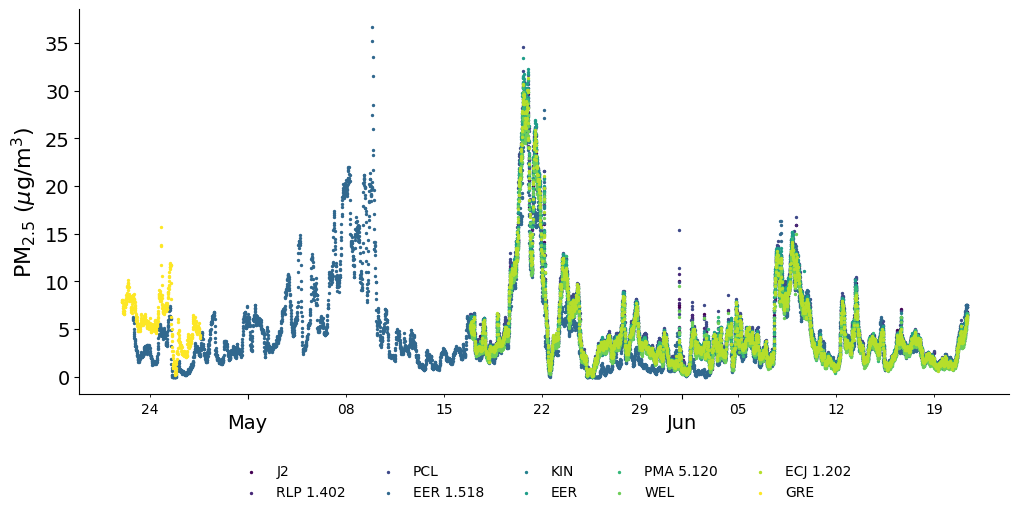 PM2.5 (μg/m3)
35
30
25
20
15
10
5
0
24 08 15 22 29 05 12 19
May Jun
J2 PCL KIN PMA 5.120 ECJ 1.202
RLP 1.402 EER 1.518 EER WEL GRE